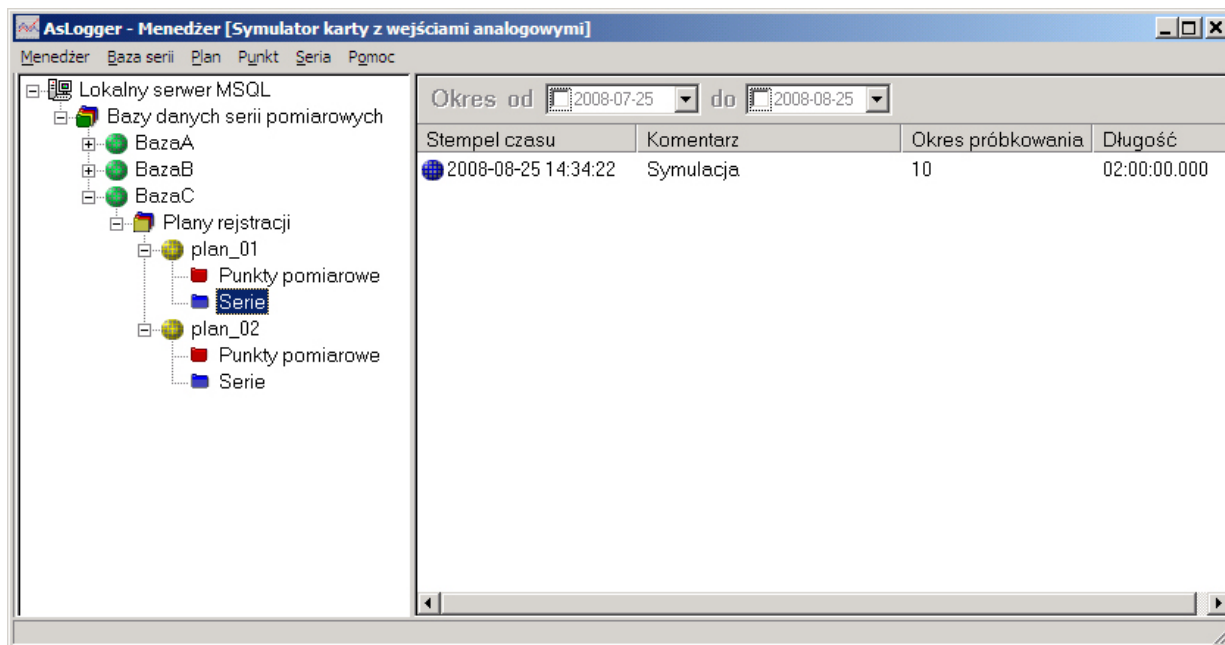 AsLogger - Menedżer [Symulator karty z wejściami analogowymi]
Menedżer Baza serii Plan Punkt Seria Pomoc
Lokalny serwer MSQL
Bazy danych serii pomiarowych
BazaA
BazaB
BazaC
Plany rejstracji
plan_01
Punkty pomiarowe
Serie
plan_02
Punkty pomiarowe
Serie
Okres od 2008-07-25 do 2008-08-25
Stempel czasu Komentarz Okres próbkowania Długość
2008-08-25 14:34:22 Symulacja 10 02:00:00.000